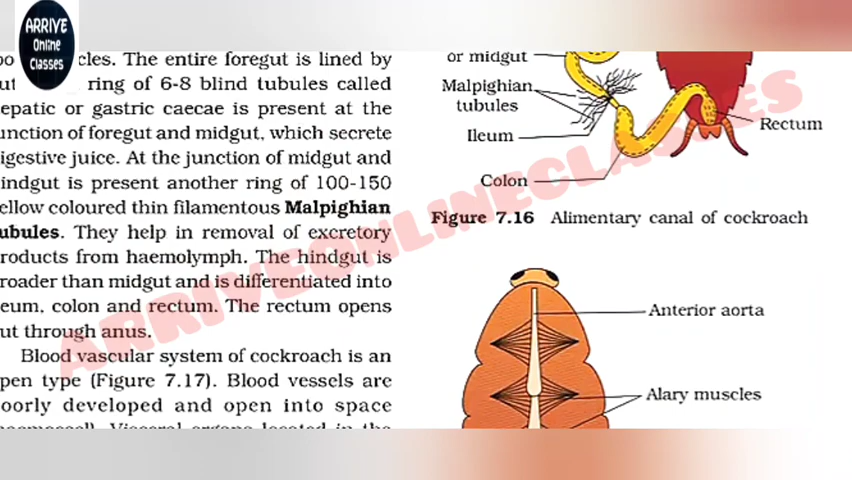 ARRIVE
Online
Classes
cles. The entire foregut is lined by
ring of 6-8 blind tubules called
epatic or gastric caecae is present at the
unction of foregut and midgut, which secrete
igestive juice. At the junction of midgut and
indgut is present another ring of 100-150
ellow coloured thin filamentous Malpighian
ubules. They help in removal of excretory
roducts from haemolymph. The hindgut is
roader than midgut and is differentiated into
leum, colon and rectum. The rectum opens
ut through anus.
Blood vascular system of cockroach is an
pen type (Figure 7.17). Blood vessels are
oorly developed and open into space
or midgut
Malpighian
tubules
Ileum
Colon
Rectum
Figure 7.16 Alimentary canal of cockroach
Anterior aorta
Alary muscles
ARRIVEONLINECLASSES